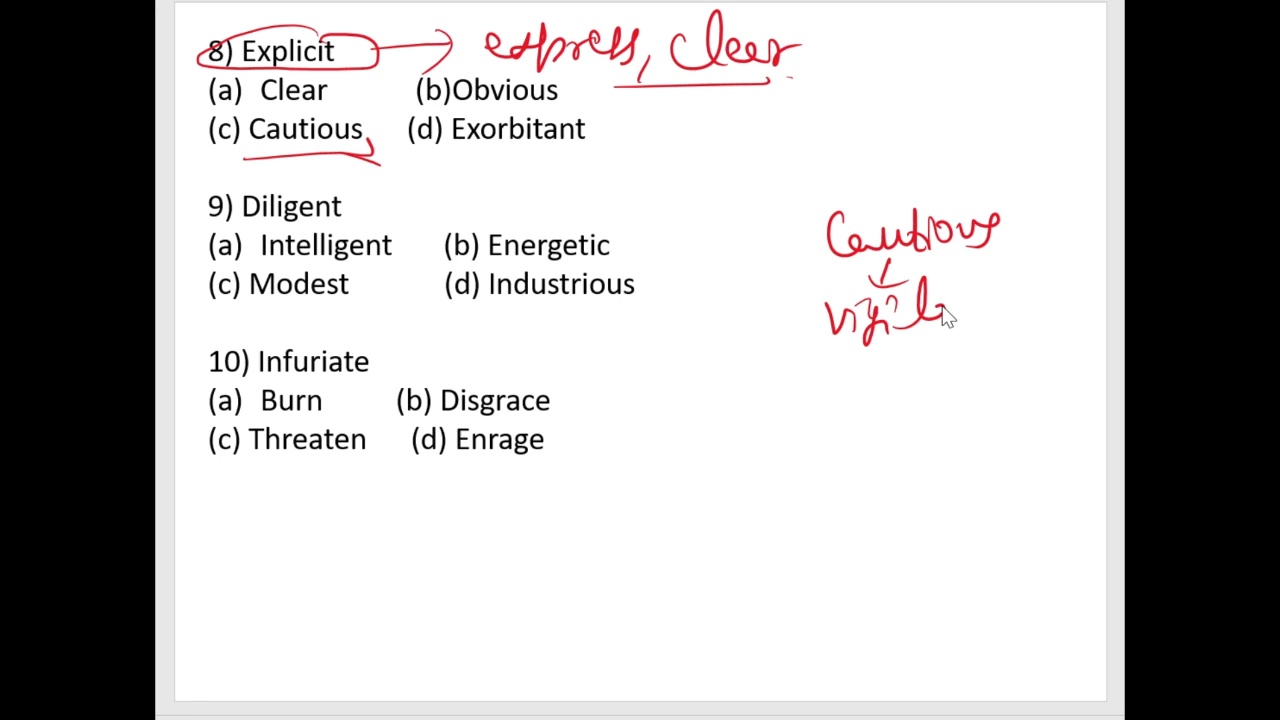 8) Explicit express, clear
(a) Clear (b)Obvious
(c) Cautious (d) Exorbitant
9) Diligent
(a) Intelligent (b) Energetic
(c) Modest (d) Industrious
Cautious
vigil
10) Infuriate
(a) Burn (b) Disgrace
(c) Threaten (d) Enrage